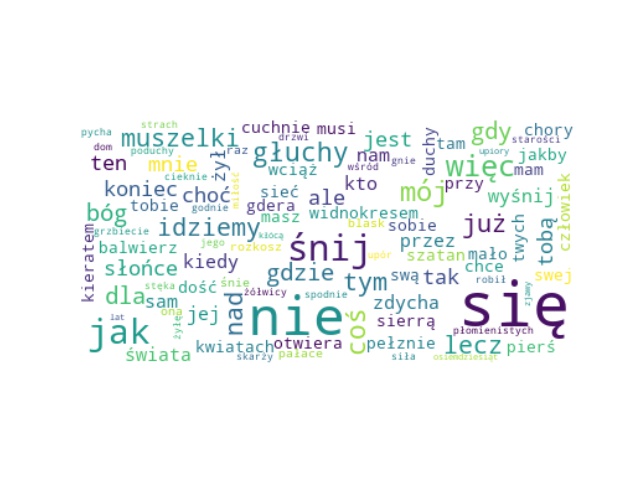 pycha strach cuchnie musi gdy chory
muszelki drzwi jest duchy tam starości
dom poduchy raz głuchy nam więc upiory jakby
ten mnie żył wciąż wśród gnie mam
cieknie kto
koniec choć miłość sieć ale mój przy wyśnij człowiek
tobie godnie gdera masz widnokresem
bóg idziemy blask sobie już twych tobą
grzbiecie kłócą
kieratem balwierz jego rozkosz śnij przez
słońce kiedy upór szatan mało
gdzie tym swą tak chce swej
stęka dość śnie robił
dla sam żółwicy spodnie zdycha zjawy
ona jej nad nie coś się
lat żyłę sierrą płomienistych
jak otwiera pełznie lecz
kwiatach pierś
świata skarży pałace siła osiemdziesiąt